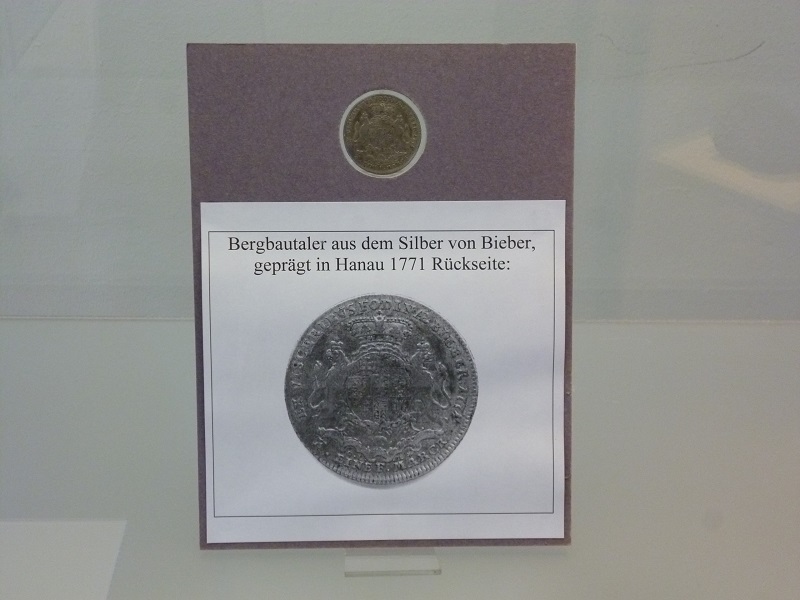 Bergbautaler aus dem Silber von Bieber,
geprägt in Hanau 1771 Rückseite: